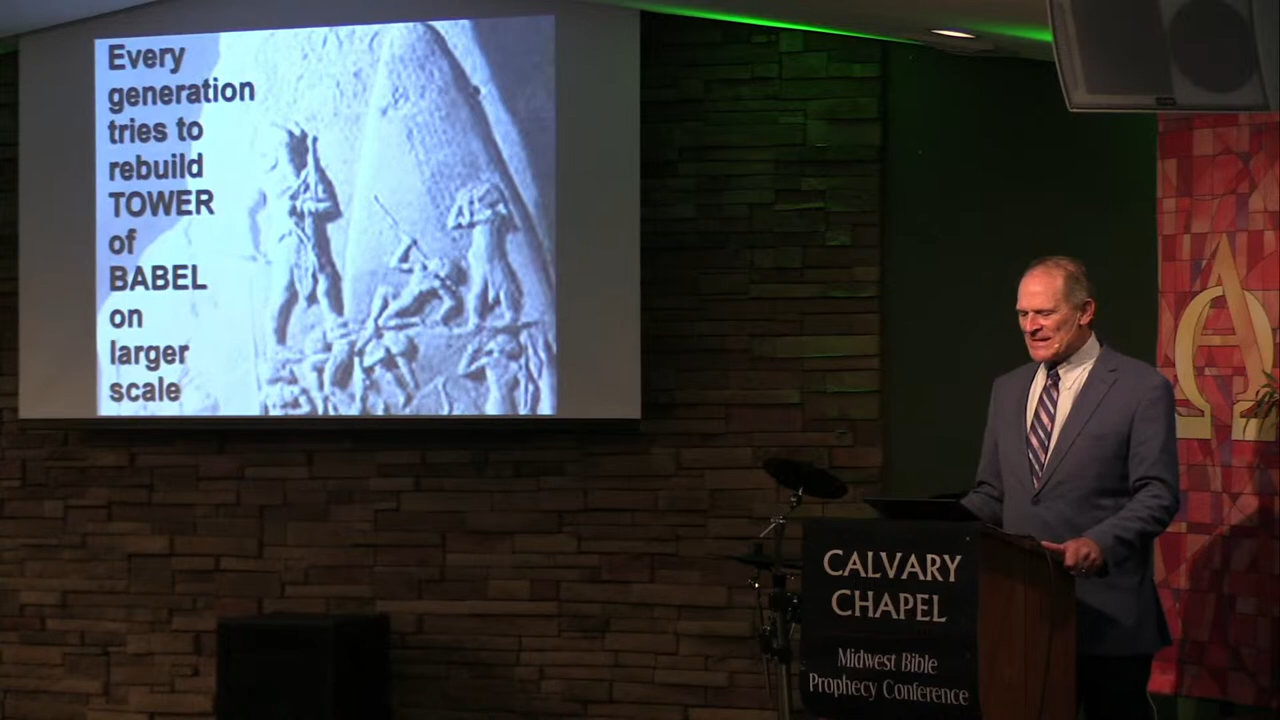 Every
generation
tries to
rebuild
TOWER
of
BABEL
on
larger
scale
CALVARY
CHAPEL
Midwest Bible
Prophecy Conference